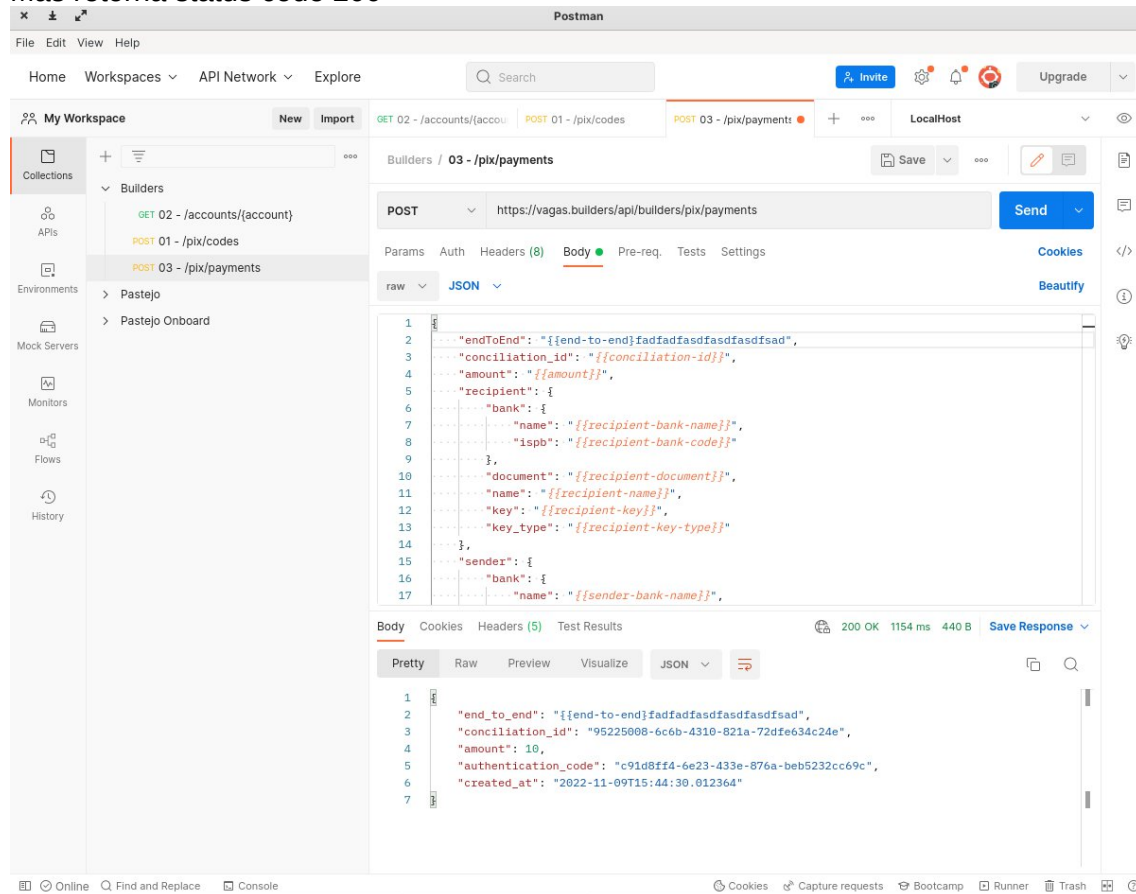 mas retorna status code 200
Postman
File Edit View Help
Home Workspaces API Network Explore Search Invite Upgrade
My Workspace New Import GET 02 - /accounts/{accou POST 01 - /pix/codes POST 03 - /pix/payments LocalHost
Collections
APIs
Environments
Mock Servers
Monitors
Flows
History
Builders
GET 02 - /accounts/{account}
POST 01 - /pix/codes
POST 03 - /pix/payments
Pastejo
Pastejo Onboard
Builders / 03 - /pix/payments Save
POST https://vagas.builders/api/builders/pix/payments Send
Params Auth Headers (8) Body Pre-req. Tests Settings Cookies
raw JSON Beautify
1 {
2 "endToEnd": "{{end-to-end}fadfadfasdfasdfasdfsad",
3 "conciliation_id": "{{conciliation-id}}",
4 "amount": "{{amount}}",
5 "recipient": {
6 "bank": {
7 "name": "{{recipient-bank-name}}",
8 "ispb": "{{recipient-bank-code}}"
9 },
10 "document": "{{recipient-document}}",
11 "name": "{{recipient-name}}",
12 "key": "{{recipient-key}}",
13 "key_type": "{{recipient-key-type}}"
14 },
15 "sender": {
16 "bank": {
17 "name": "{{sender-bank-name}}",
Body Cookies Headers (5) Test Results 200 OK 1154 ms 440 B Save Response
Pretty Raw Preview Visualize JSON
1 {
2 "end_to_end": "{{end-to-end}fadfadfasdfasdfasdfsad",
3 "conciliation_id": "95225008-6c6b-4310-821a-72dfe634c24e",
4 "amount": 10,
5 "authentication_code": "c91d8ff4-6e23-433e-876a-beb5232cc69c",
6 "created_at": "2022-11-09T15:44:30.012364"
7 }
Online Find and Replace Console Cookies Capture requests Bootcamp Runner Trash